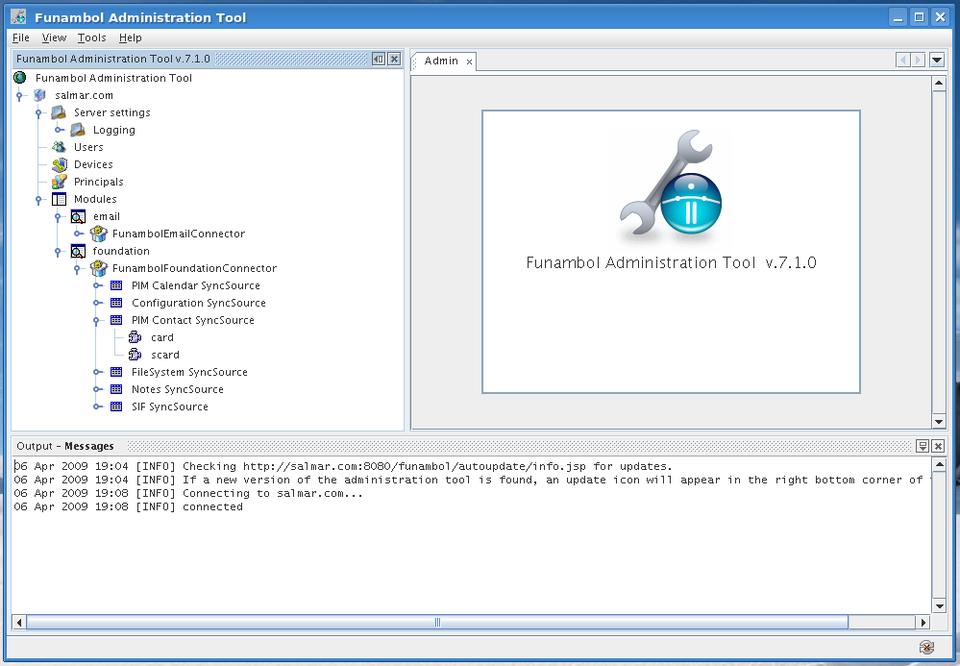 Funambol Administration Tool
File View Tools Help
Funambol Administration Tool v.7.1.0
Funambol Administration Tool
salmar.com
Server settings
Logging
Users
Devices
Principals
Modules
email
FunambolEmailConnector
foundation
FunambolFoundationConnector
PIM Calendar SyncSource
Configuration SyncSource
PIM Contact SyncSource
card
scard
FileSystem SyncSource
Notes SyncSource
SIF SyncSource
Admin
Funambol Administration Tool v.7.1.0
Output - Messages
06 Apr 2009 19:04 [INFO] Checking http://salmar.com:8080/funambol/autoupdate/info.jsp for updates.
06 Apr 2009 19:04 [INFO] If a new version of the administration tool is found, an update icon will appear in the right bottom corner of
06 Apr 2009 19:08 [INFO] Connecting to salmar.com...
06 Apr 2009 19:08 [INFO] connected